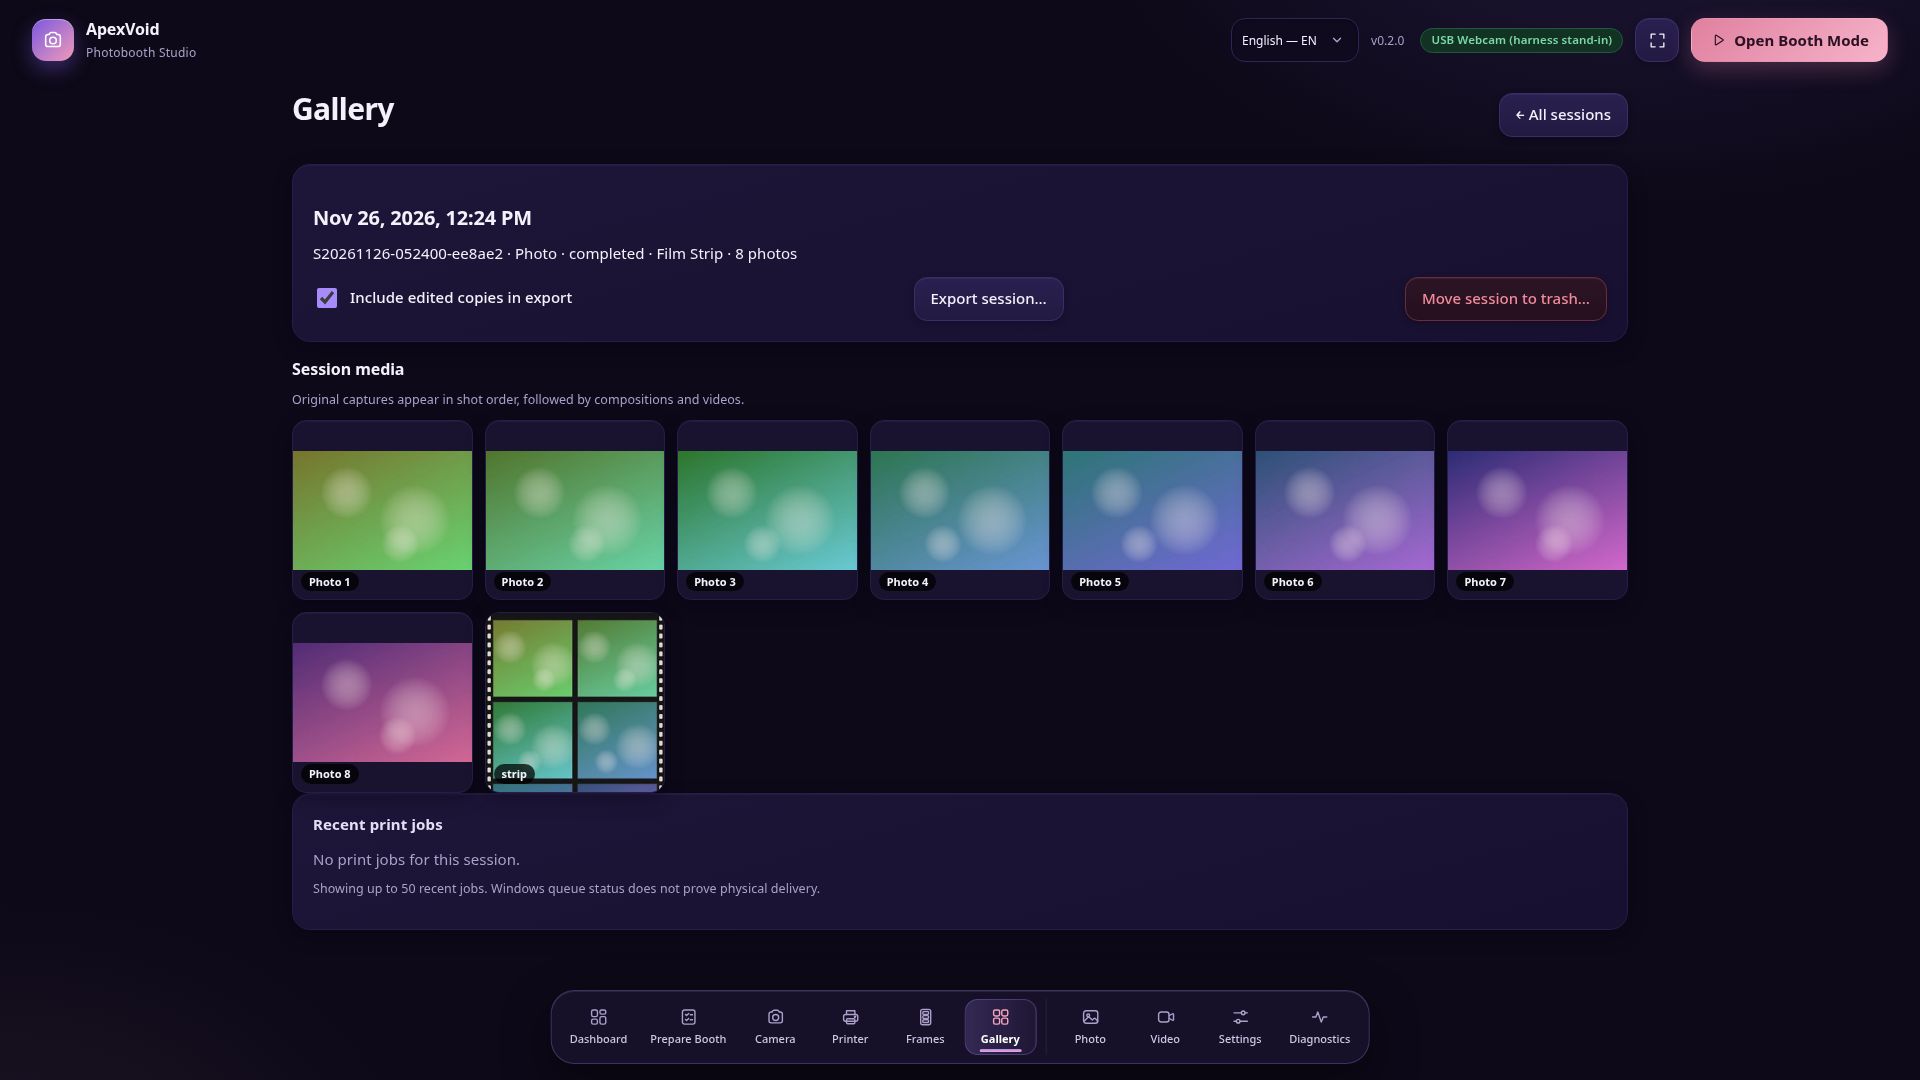 ApexVoid
Photobooth Studio
English — EN
v0.2.0
USB Webcam (harness stand-in)
Open Booth Mode
Gallery
← All sessions
Nov 26, 2026, 12:24 PM
S20261126-052400-ee8ae2 · Photo · completed · Film Strip · 8 photos
Include edited copies in export
Export session...
Move session to trash...
Session media
Original captures appear in shot order, followed by compositions and videos.
Photo 1
Photo 2
Photo 3
Photo 4
Photo 5
Photo 6
Photo 7
Photo 8
strip
Recent print jobs
No print jobs for this session.
Showing up to 50 recent jobs. Windows queue status does not prove physical delivery.
Dashboard
Prepare Booth
Camera
Printer
Frames
Gallery
Photo
Video
Settings
Diagnostics